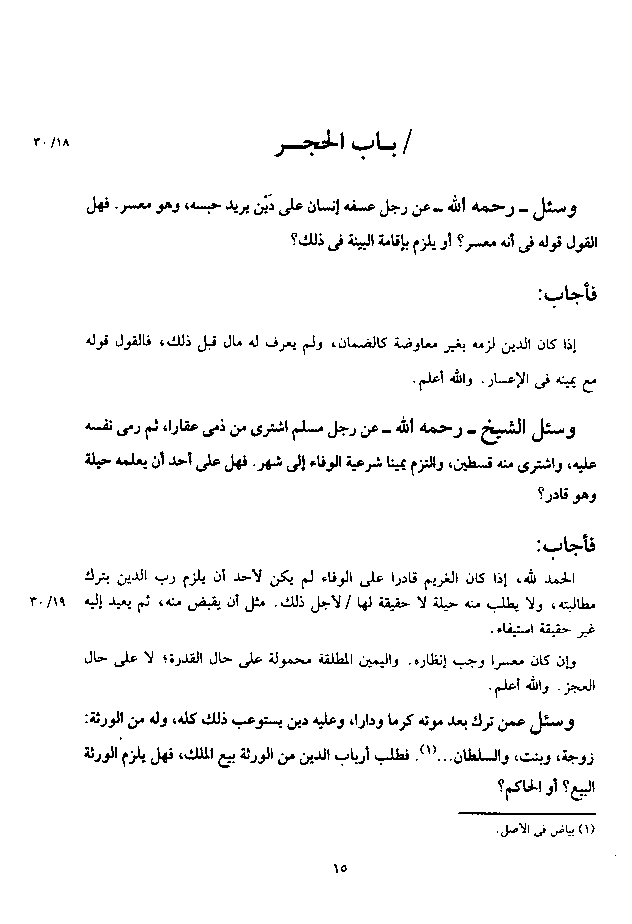 ٣٠/١٨
/ بـاب الحجـر
وسئل ـ رحمه الله ـ عن رجل عسفه إنسان على دَيْن يريد حبسه، وهو معسر. فهل
القول قوله فى أنه معسر؟ أو يلزم بإقامة البينة فى ذلك؟
فأجاب:
إذا كان الدين لزمه بغير معاوضة كالضمان، ولم يعرف له مال قبل ذلك، فالقول قوله
مع يمينه فى الإعسار. والله أعلم.
وسئل الشيخ ـ رحمه الله ـ عن رجل مسلم اشترى من ذمى عقارا، ثم رمى نفسه
عليه، واشترى منه قسطين، والتزم يمينا شرعية الوفاء إلى شهر. فهل على أحد أن يعلمه حيلة
وهو قادر؟
فأجاب:
الحمد لله، إذا كان الغريم قادرا على الوفاء لم يكن لأحد أن يلزم رب الدين بترك
مطالبته، ولا يطلب منه حيلة لا حقيقة لها / لأجل ذلك. مثل أن يقبض منه، ثم يعيد إليه
٣٠/١٩
غير حقيقة استيفاء.
وإن كان معسرا وجب إنظاره. واليمين المطلقة محمولة على حال القدرة؛ لا على حال
العجز. والله أعلم.
وسئل عمن ترك بعد موته كرما ودارا، وعليه دين يستوعب ذلك كله، وله من الورثة:
زوجة، وبنت، والسلطان...(١). فطلب أرباب الدين من الورثة بيع الملك، فهل يلزم الورثة
البيع؟ أو الحاكم؟
(١) بياض فى الأصل.
١٥